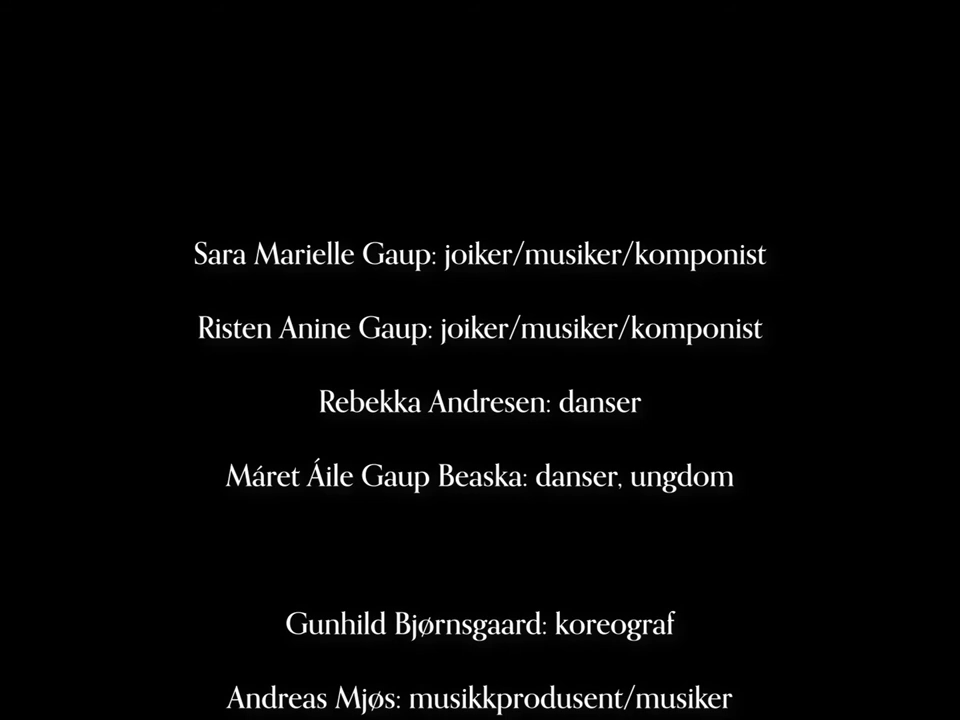 Sara Marielle Gaup: joiker/musiker/komponist
Risten Anine Gaup: joiker/musiker/komponist
Rebekka Andresen: danser
Máret Áile Gaup Beaska: danser, ungdom
Gunhild Bjørnsgaard: koreograf
Andreas Mjøs: musikkprodusent/musiker